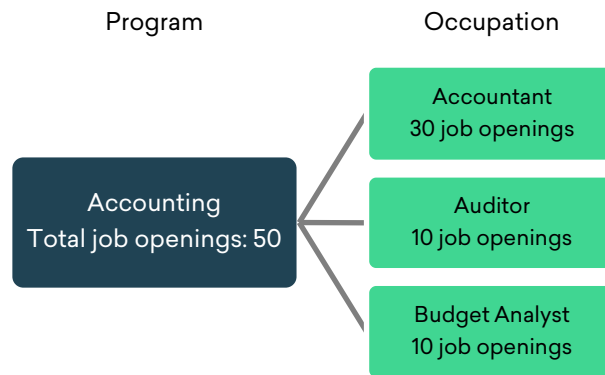 Program
Occupation
Accounting
Total job openings: 50
Accountant
30 job openings
Auditor
10 job openings
Budget Analyst
10 job openings